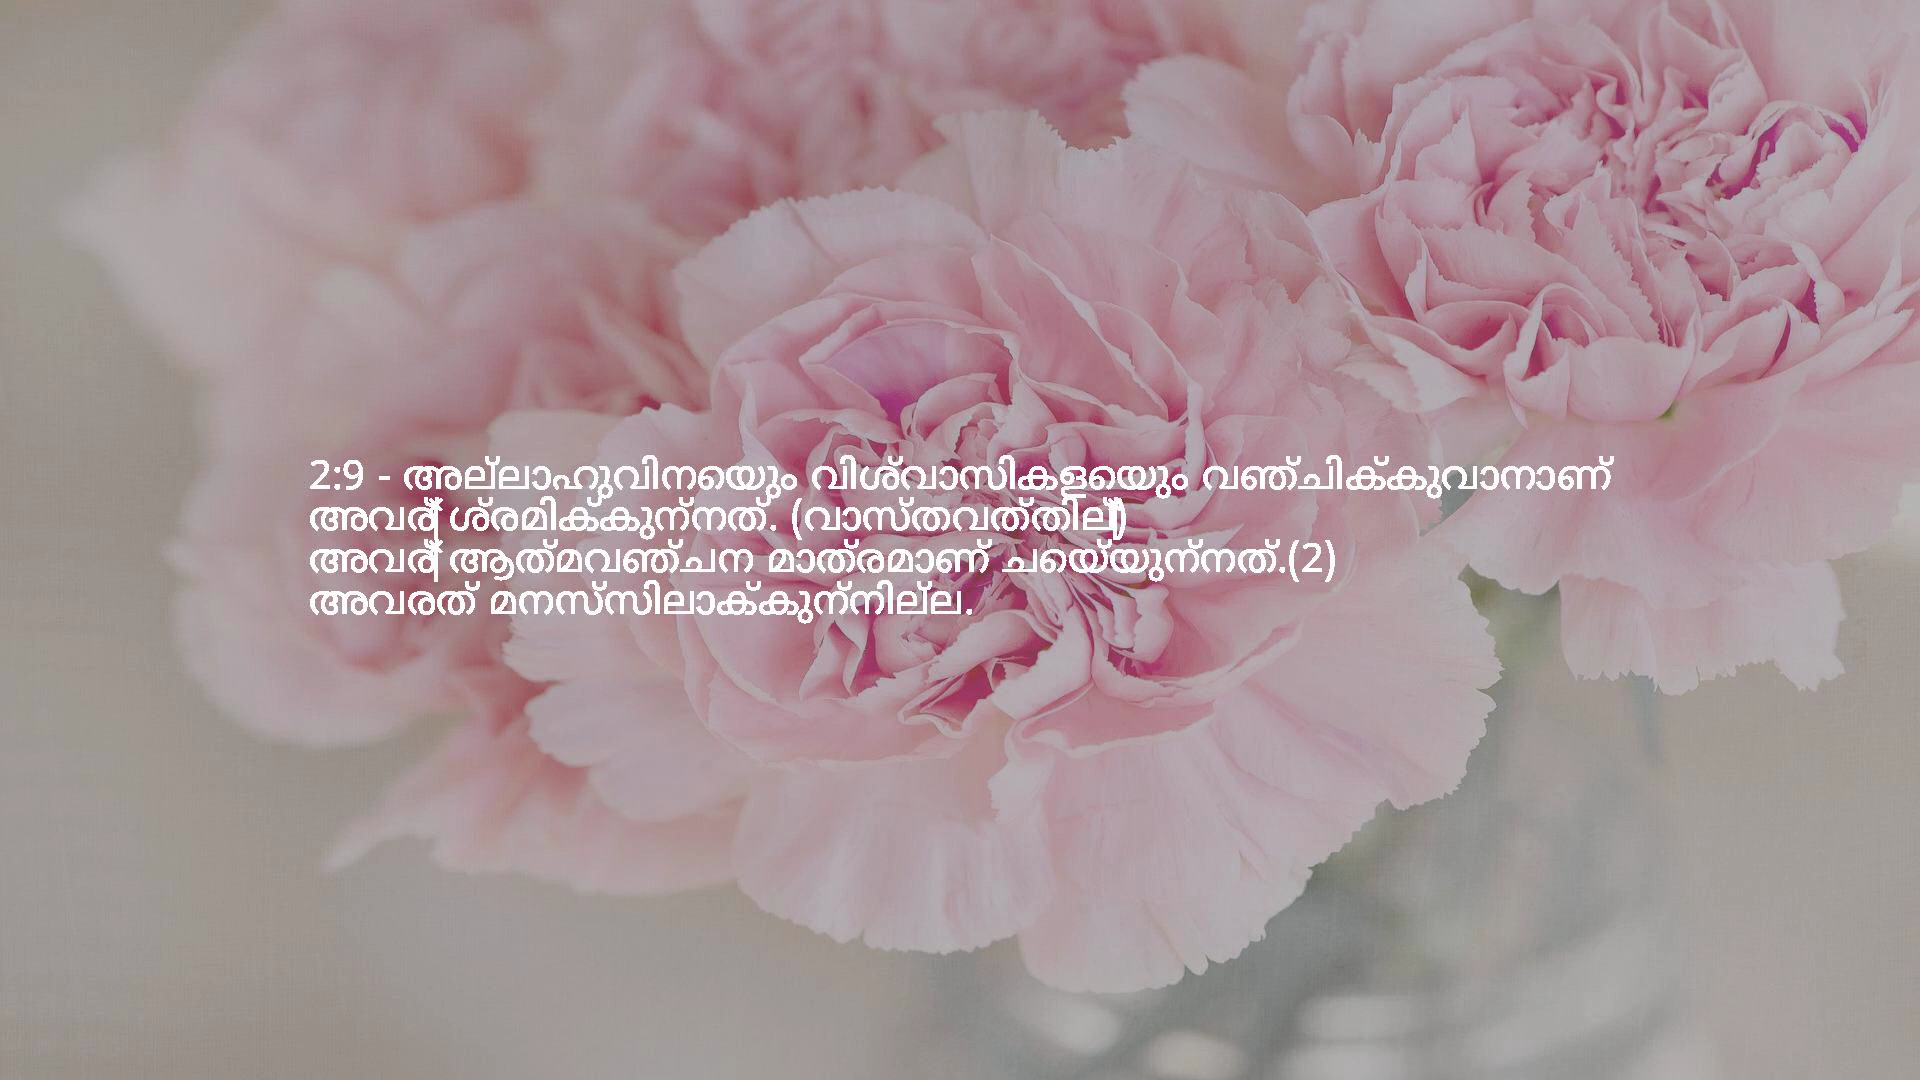 2:9 - അല്ലാഹുവിനെയും വിശ്വാസികളെയും വഞ്ചിക്കുവാനാണ്
അവര്‍ ശ്രമിക്കുന്നത്. (വാസ്തവത്തില്‍)
അവര്‍ ആത്മവഞ്ചന മാത്രമാണ് ചെയ്യുന്നത്.(2)
അവരത് മനസ്സിലാക്കുന്നില്ല.